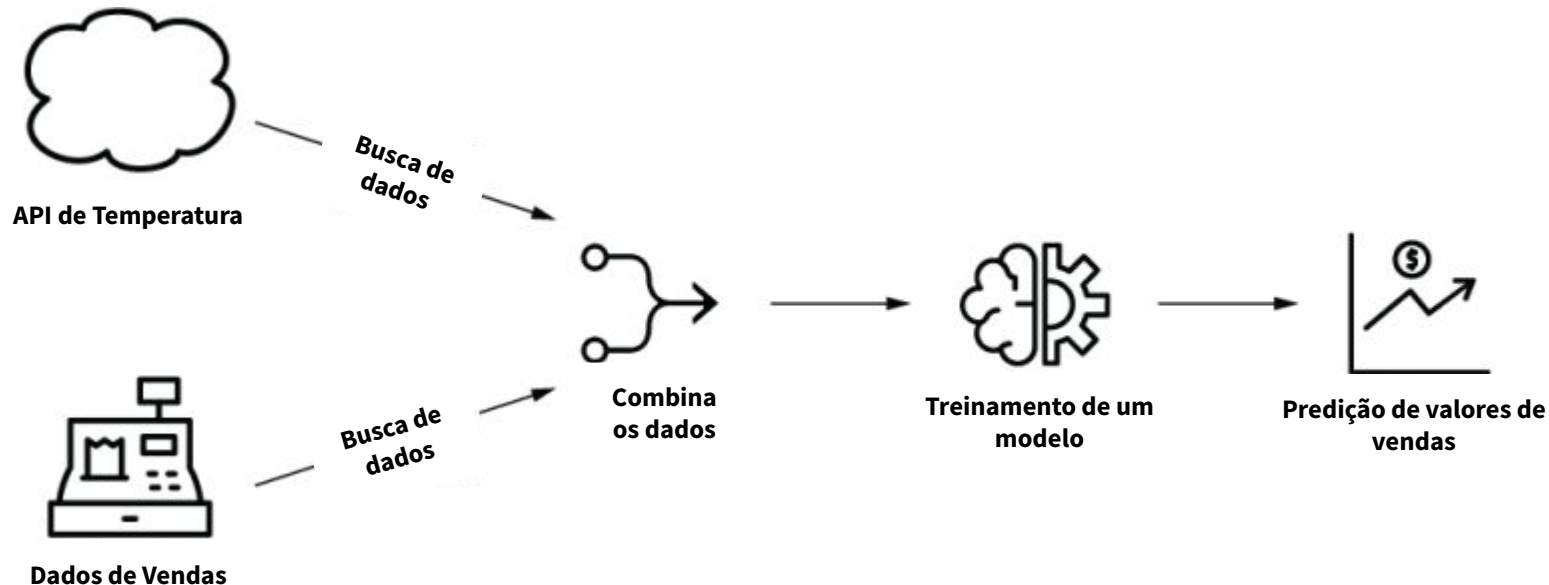 Busca de
dados
API de Temperatura
Busca de
dados
Combina
os dados
Treinamento de um
modelo
Predição de valores de
vendas
$
Dados de Vendas